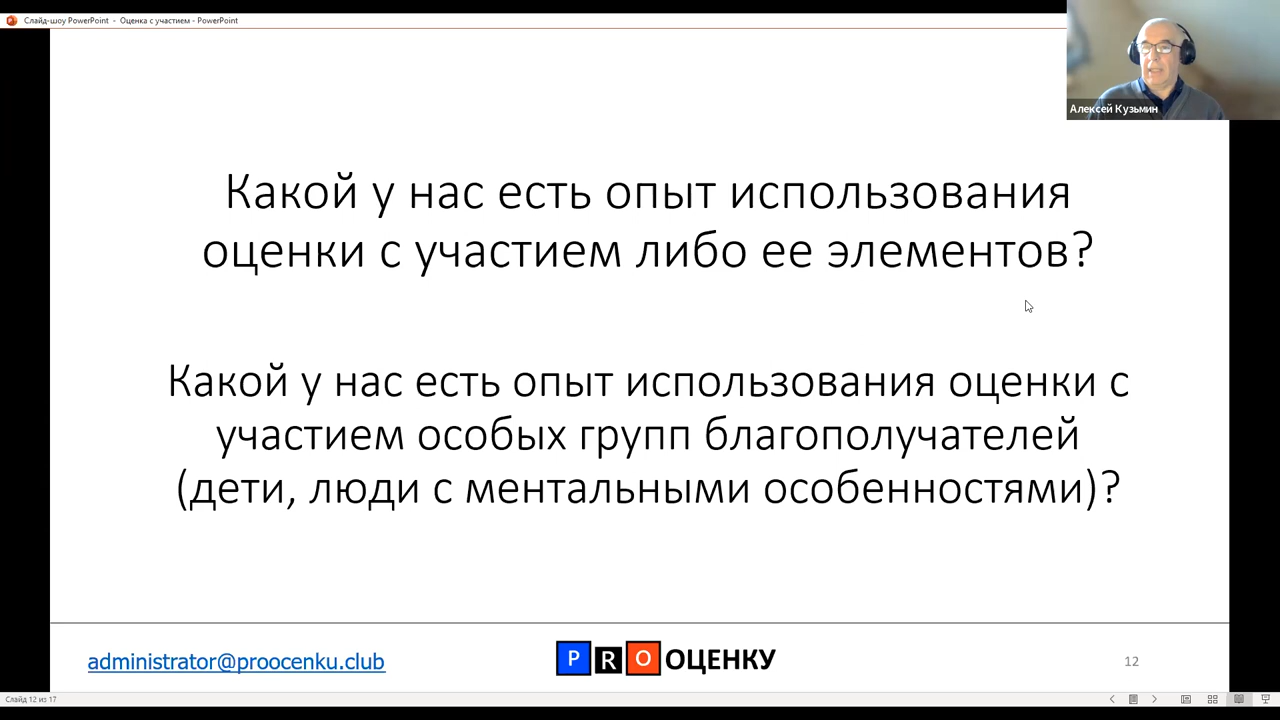 Слайд-шоу PowerPoint - Оценка с участием - PowerPoint
Алексей Кузьмин
Какой у нас есть опыт использования
оценки с участием либо ее элементов?
Какой у нас есть опыт использования оценки с
участием особых групп благополучателей
(дети, люди с ментальными особенностями)?
administrator@proocenku.club
PRO ОЦЕНКУ
12
Слайд 12 из 17